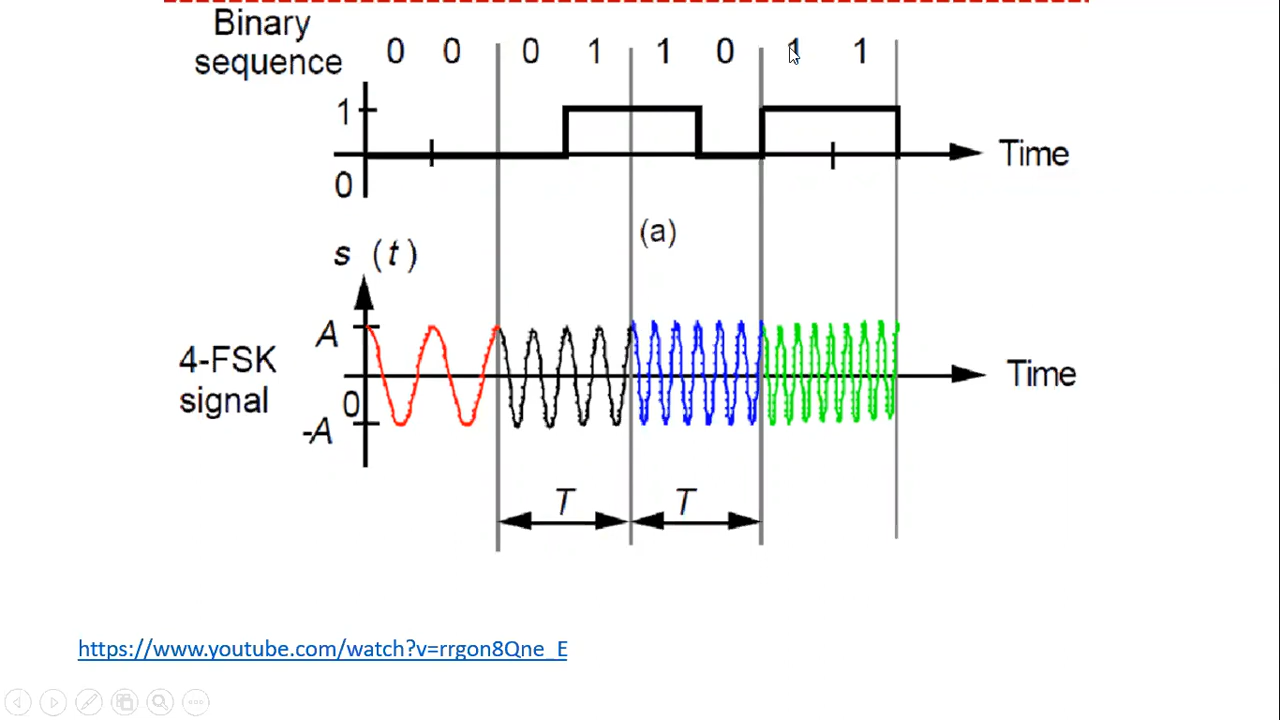 Binary
sequence
0 0 0 1 1 0 1 1
1
0
Time
(a)
s (t)
A
4-FSK
signal
0
-A
Time
T T
https://www.youtube.com/watch?v=rrgon8Qne_E